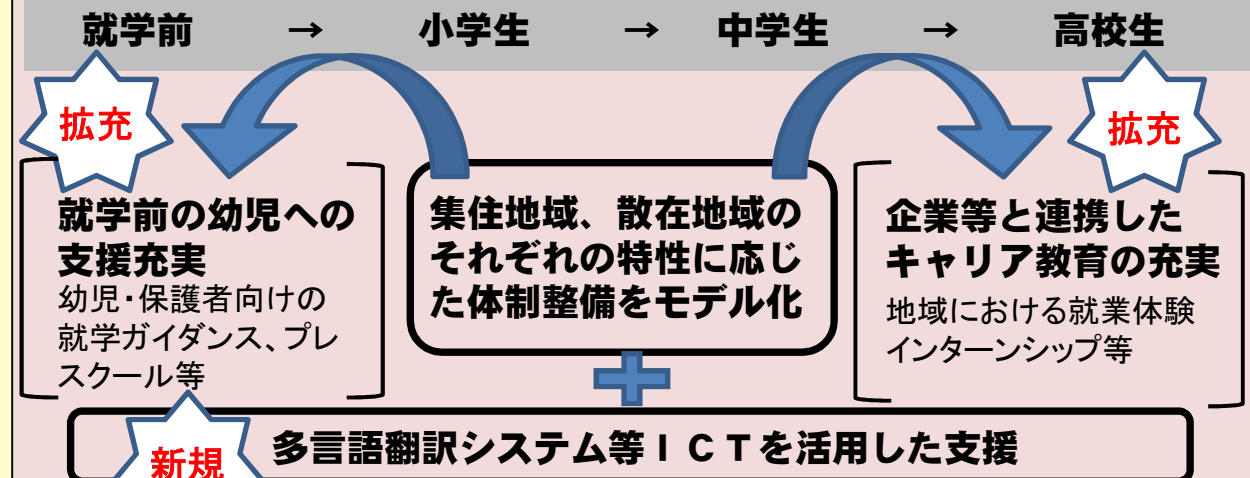 就学前 → 小学生 → 中学生 → 高校生
拡充
就学前の幼児への
支援充実
幼児・保護者向けの
就学ガイダンス、プレ
スクール等
集住地域、散在地域の
それぞれの特性に応じ
た体制整備をモデル化
拡充
企業等と連携した
キャリア教育の充実
地域における就業体験
インターンシップ等
新規
多言語翻訳システム等ＩＣＴを活用した支援